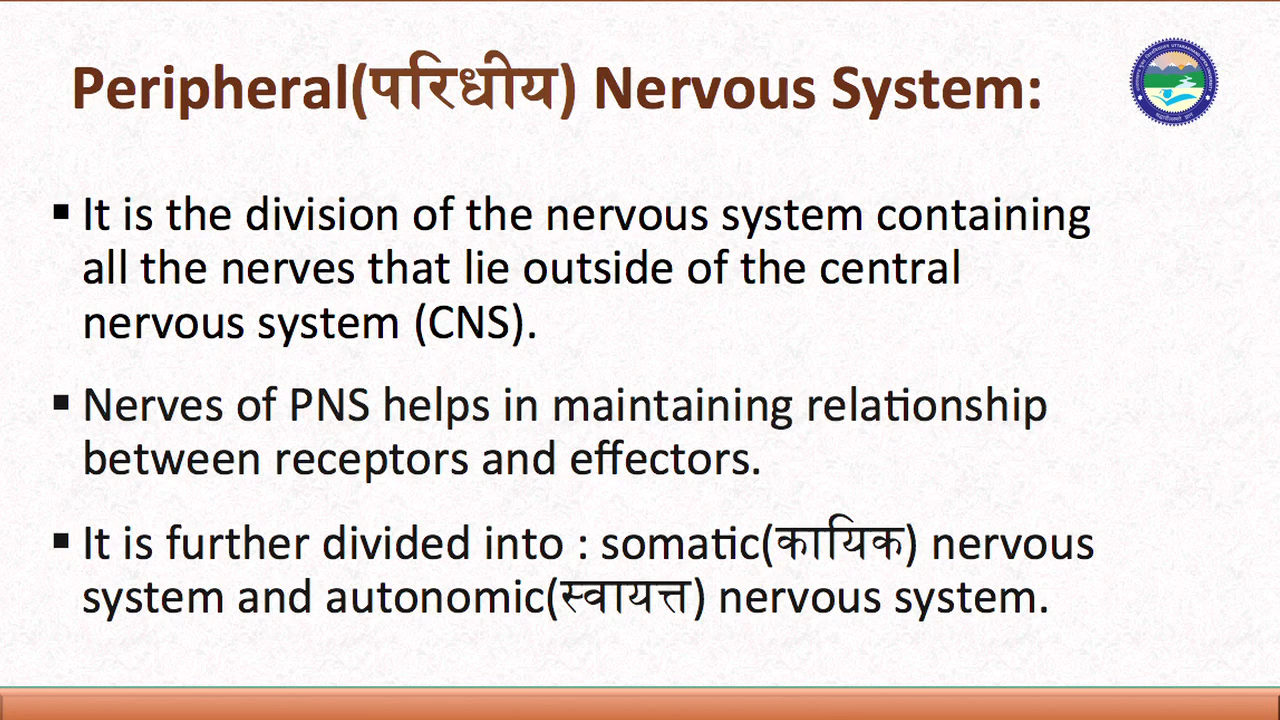 Peripheral(परिधीय) Nervous System:
▪ It is the division of the nervous system containing
all the nerves that lie outside of the central
nervous system (CNS).
▪ Nerves of PNS helps in maintaining relationship
between receptors and effectors.
▪ It is further divided into : somatic(कायिक) nervous
system and autonomic(स्वायत्त) nervous system.